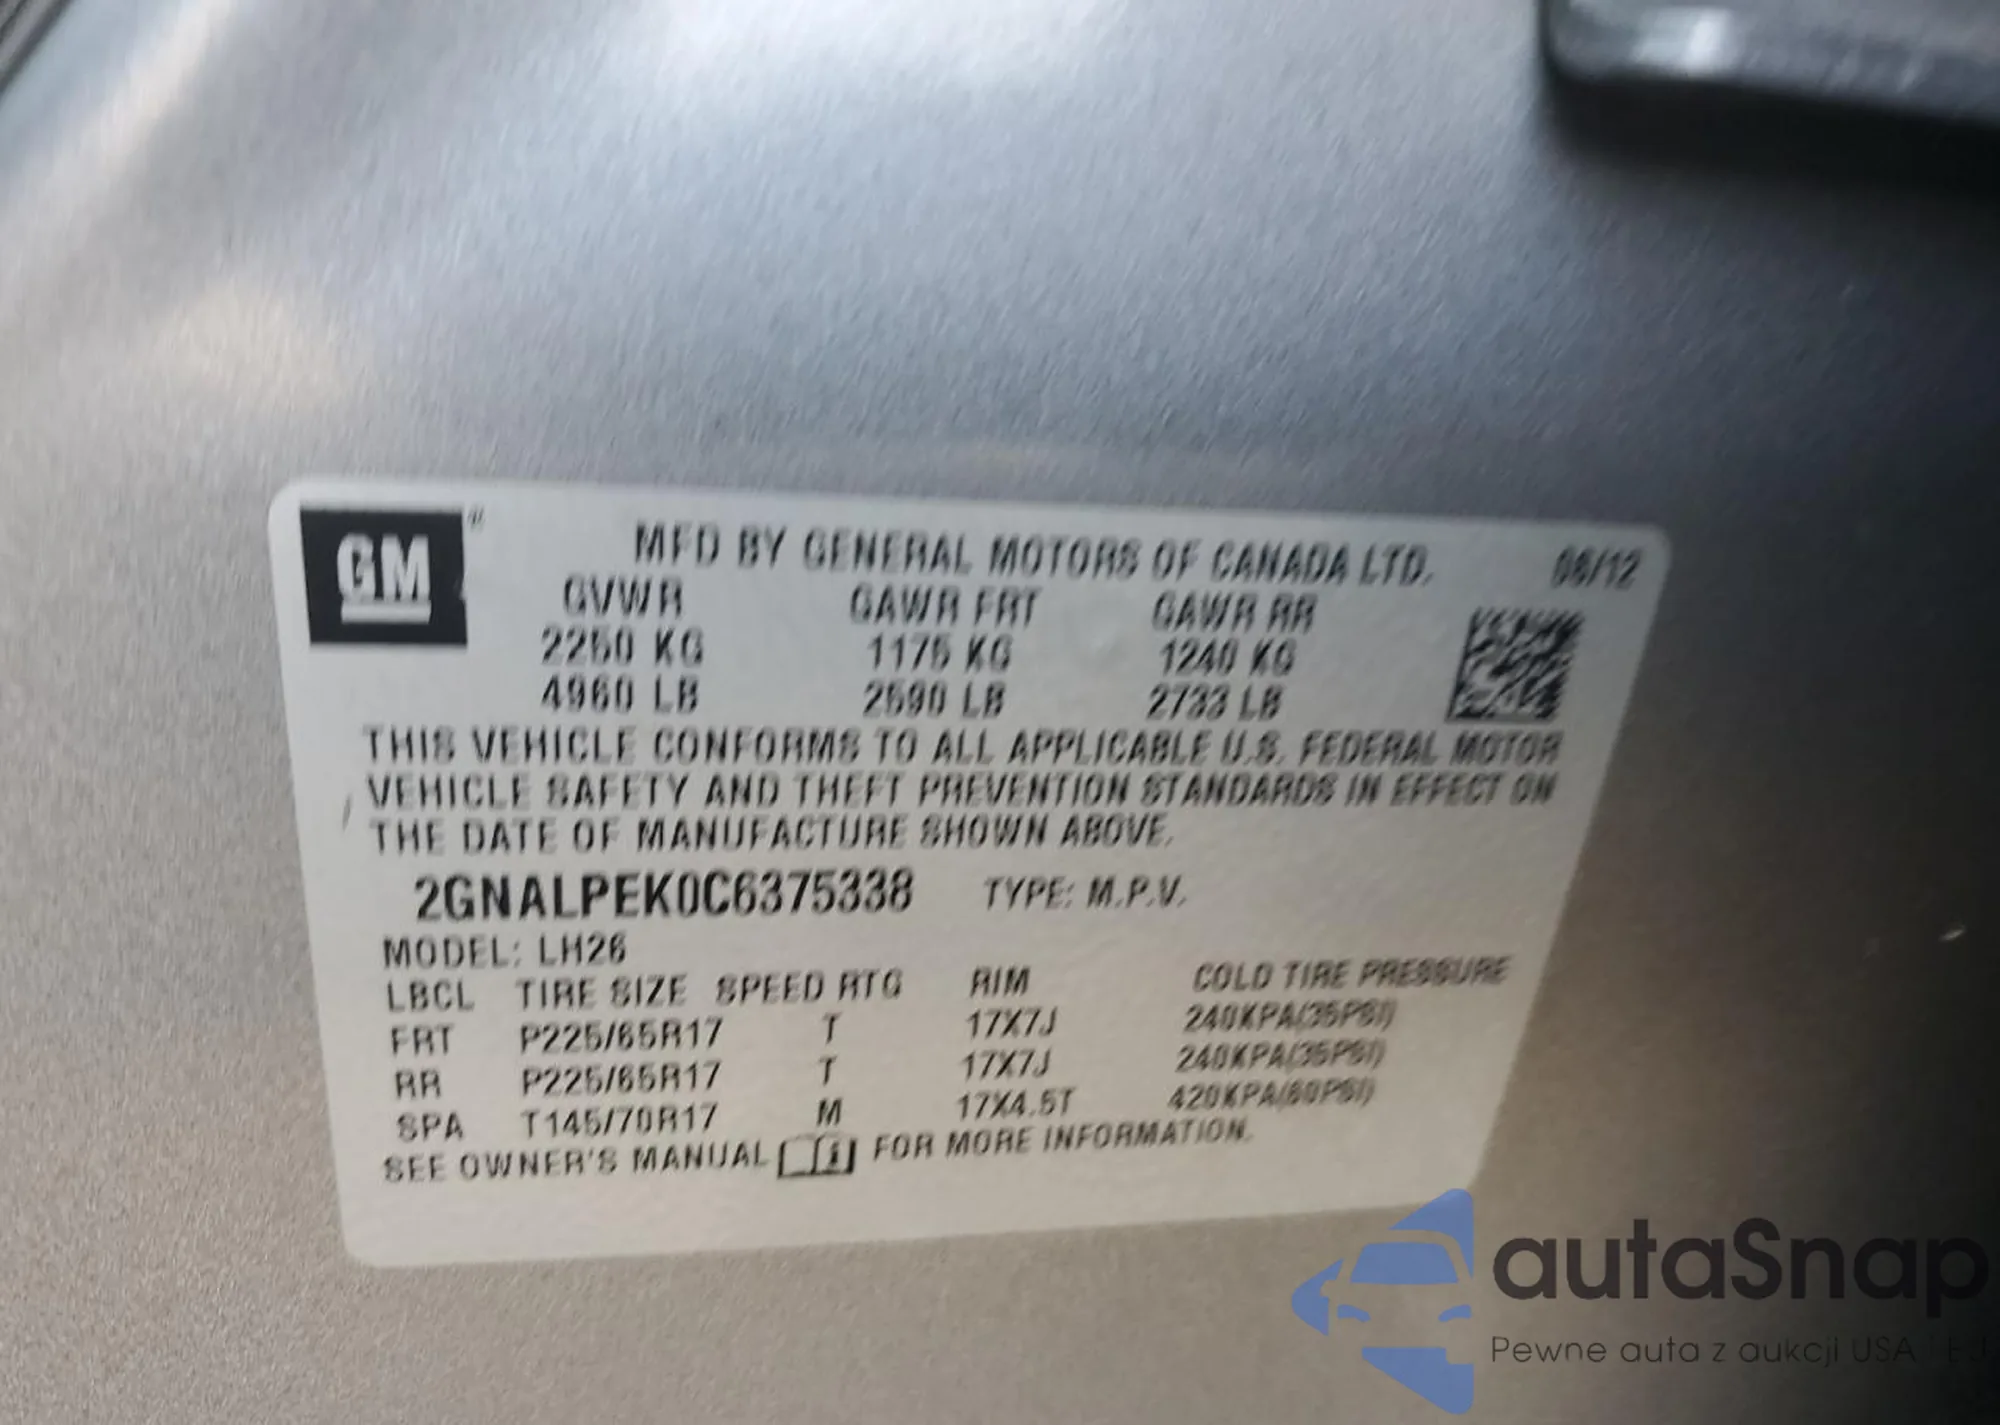 GM
MFD BY GENERAL MOTORS OF CANADA LTD. 06/12
GVWR GAWR FRT GAWR RR
2250 KG 1175 KG 1240 KG
4960 LB 2590 LB 2733 LB
THIS VEHICLE CONFORMS TO ALL APPLICABLE U.S. FEDERAL MOTOR
VEHICLE SAFETY AND THEFT PREVENTION STANDARDS IN EFFECT ON
THE DATE OF MANUFACTURE SHOWN ABOVE.
2GNALPEK0C6375338 TYPE: M.P.V.
MODEL: LH26
LBCL TIRE SIZE SPEED RTG RIM COLD TIRE PRESSURE
FRT P225/65R17 T 17X7J 240KPA(35PSI)
RR P225/65R17 T 17X7J 240KPA(35PSI)
SPA T145/70R17 M 17X4.5T 420KPA(60PSI)
SEE OWNER'S MANUAL FOR MORE INFORMATION.
autaSnap
Pewne auta z aukcji USA